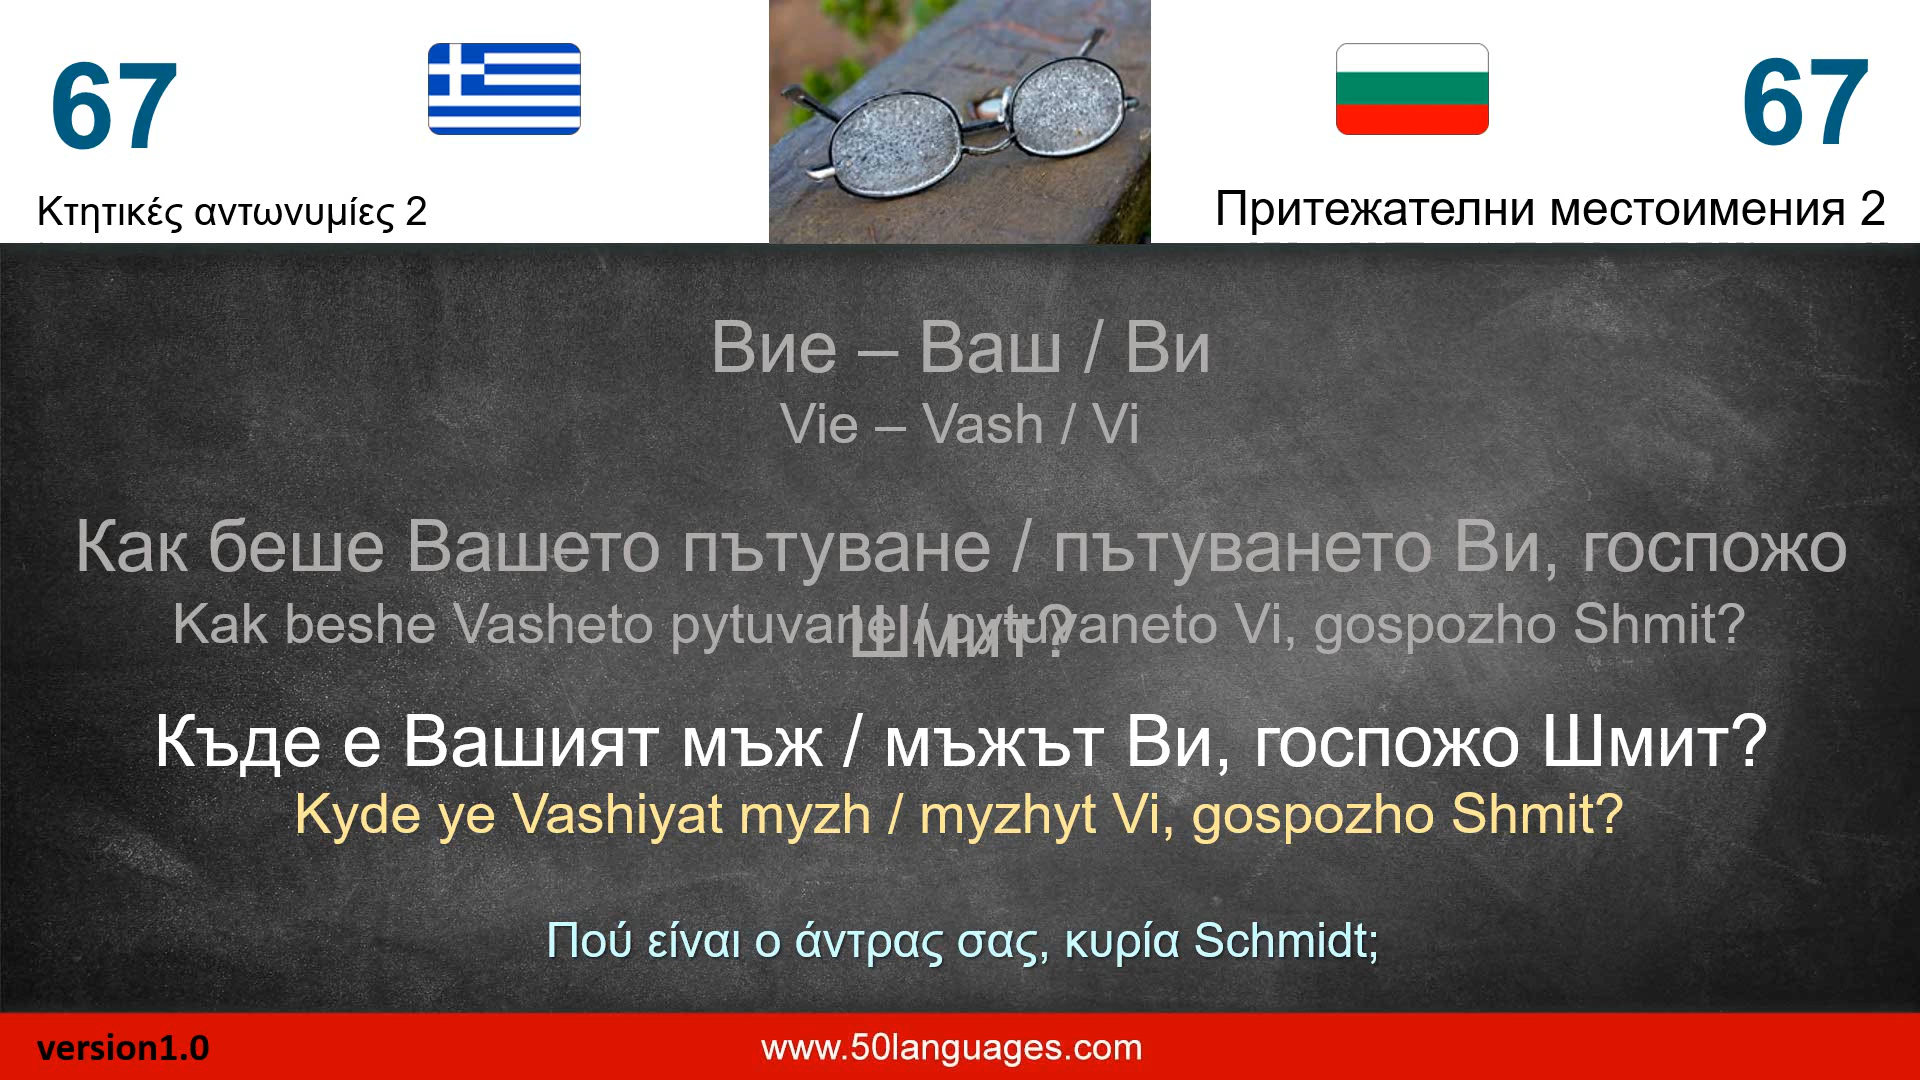 67
67
Κτητικές αντωνυμίες 2
Притежателни местоимения 2
Вие – Ваш / Ви
Vie – Vash / Vi
Как беше Вашето пътуване / пътуването Ви, госпожо
Шмит?
Kak beshe Vasheto pytuvane / pytuvaneto Vi, gospozho Shmit?
Къде е Вашият мъж / мъжът Ви, госпожо Шмит?
Kyde ye Vashiyat myzh / myzhyt Vi, gospozho Shmit?
Πού είναι ο άντρας σας, κυρία Schmidt;
version1.0
www.50languages.com